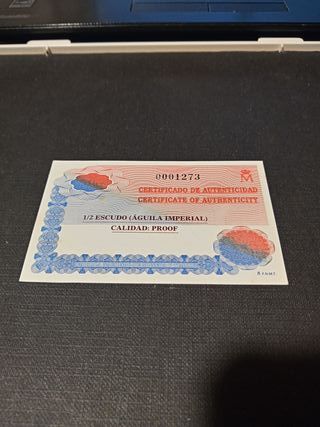 0001273
M
CERTIFICADO DE AUTENTICIDAD
CERTIFICATE OF AUTHENTICITY
1/2 ESCUDO (ÁGUILA IMPERIAL)
CALIDAD: PROOF